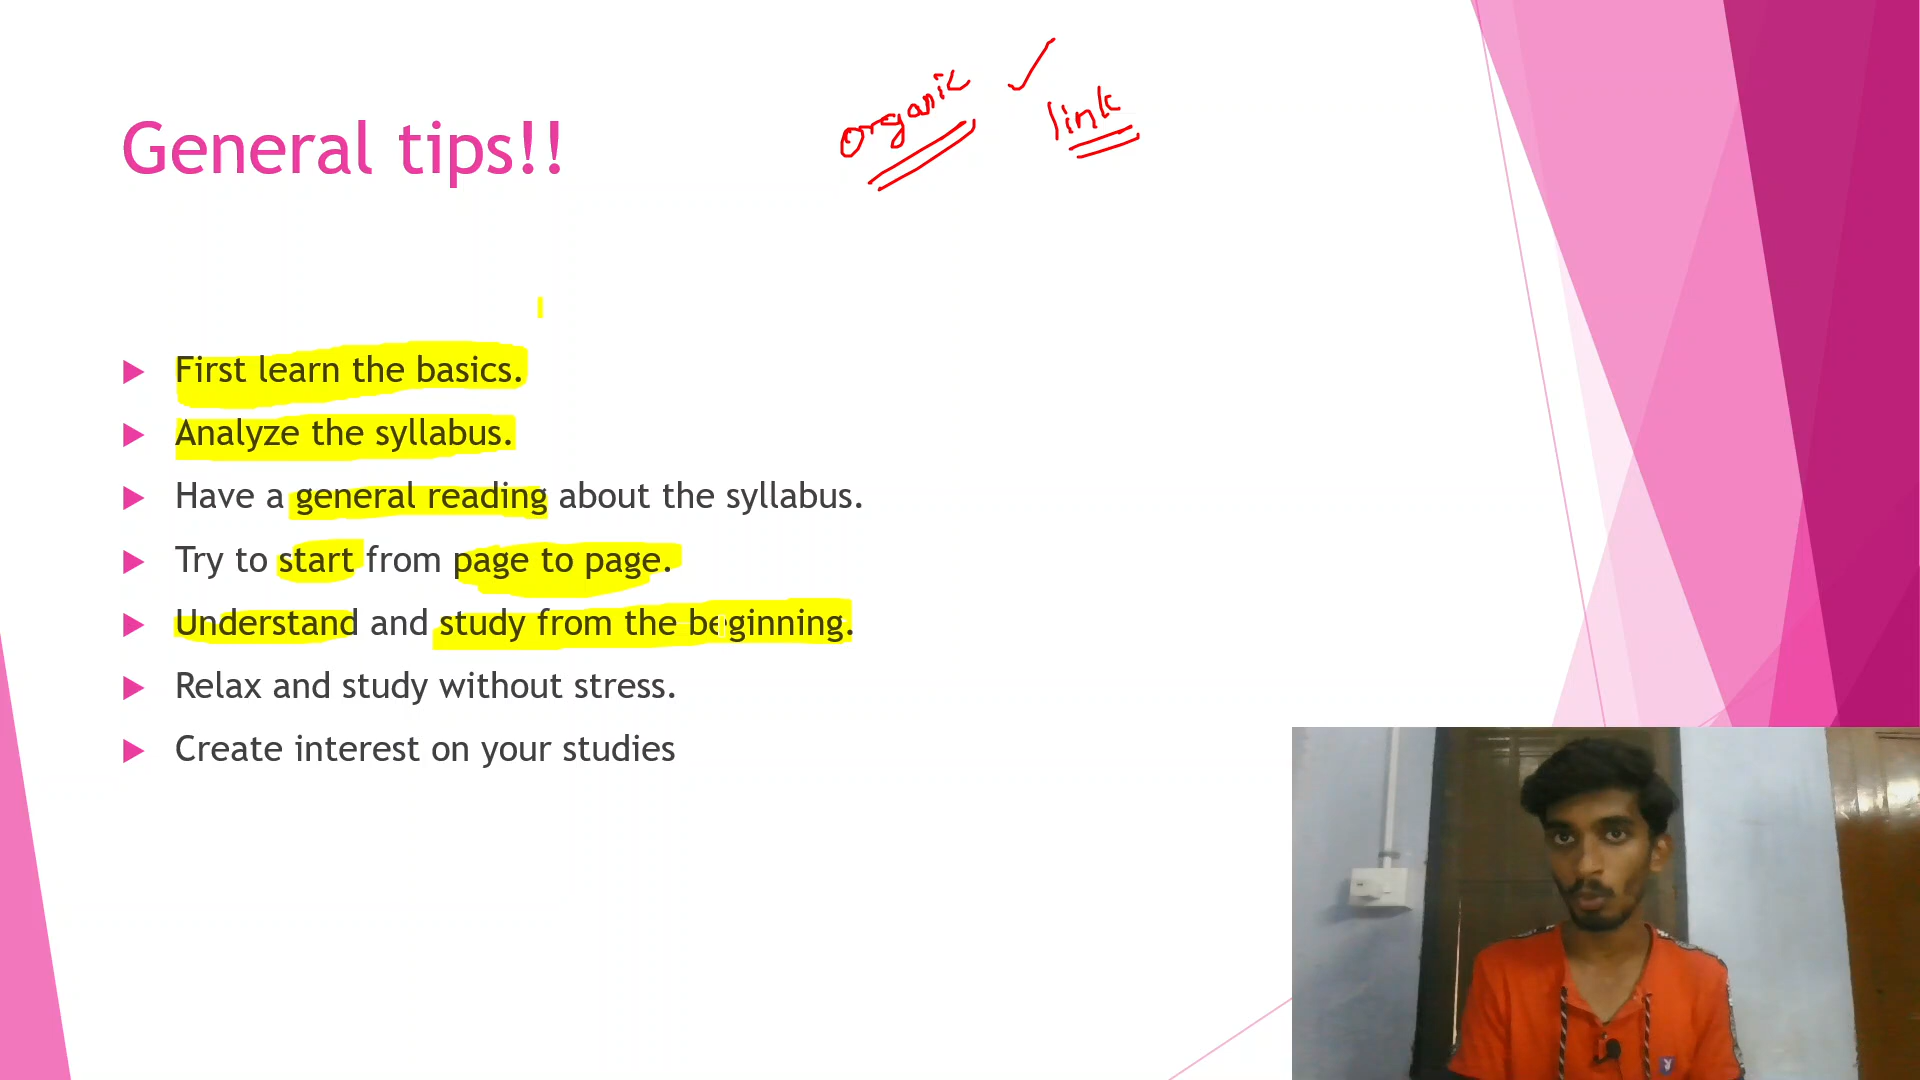 organic
link
General tips!!
First learn the basics.
Analyze the syllabus.
Have a general reading about the syllabus.
Try to start from page to page.
Understand and study from the beginning.
Relax and study without stress.
Create interest on your studies